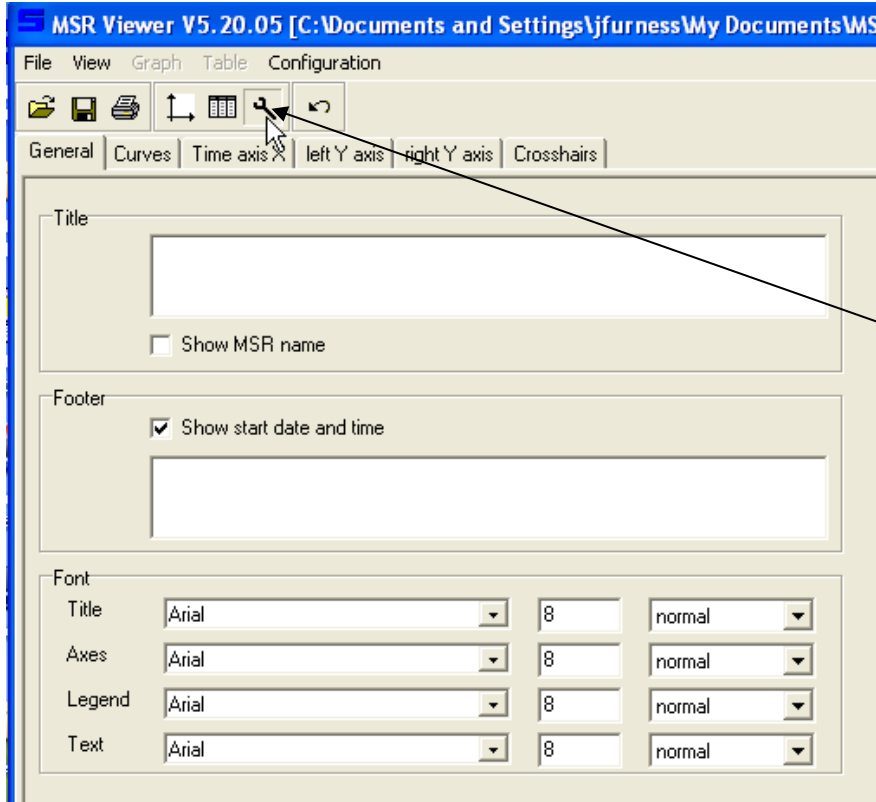 MSR Viewer V5.20.05 [C:\Documents and Settings\jfurness\My Documents\MS
File View Graph Table Configuration
General Curves Time axis X left Y axis right Y axis Crosshairs
Title
Show MSR name
Footer
Show start date and time
Font
Title Arial 8 normal
Axes Arial 8 normal
Legend Arial 8 normal
Text Arial 8 normal